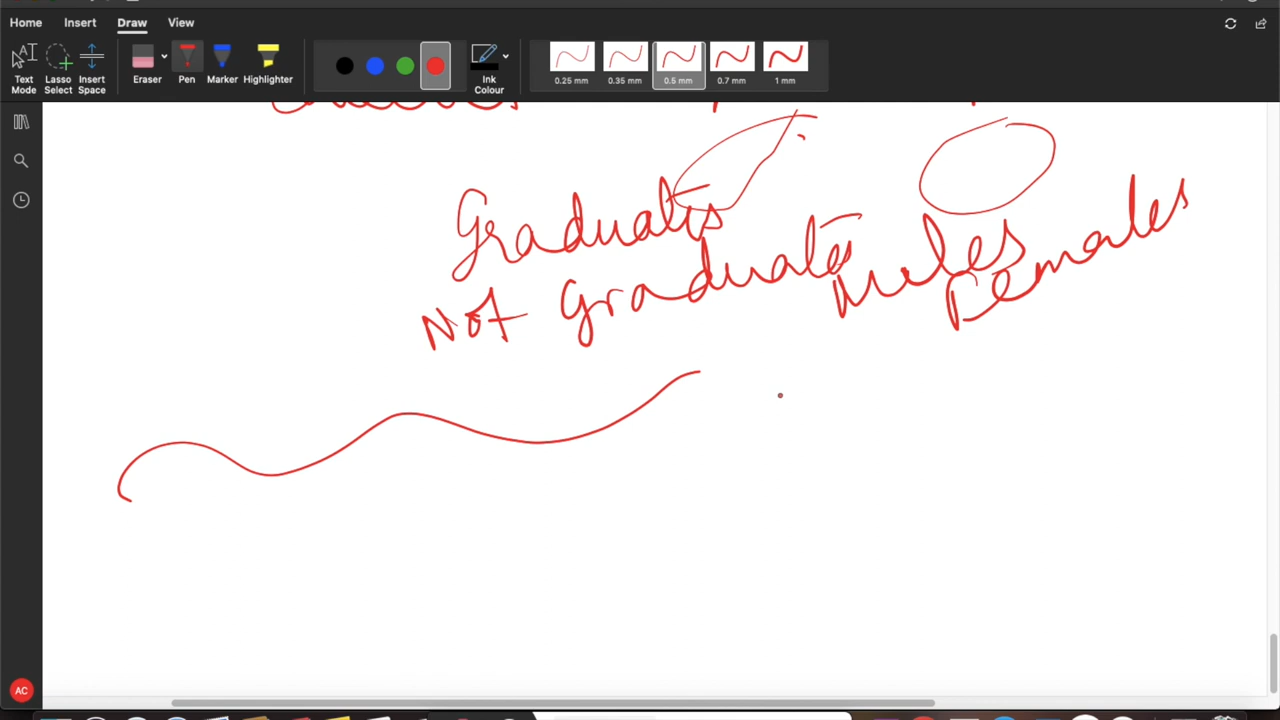 Home Insert Draw View
Text Mode
Lasso Select
Insert Space
Eraser
Pen
Marker
Highlighter
Ink Colour
0.25 mm
0.35 mm
0.5 mm
0.7 mm
1 mm
Graduates
Not Graduates
Males
Females
AC